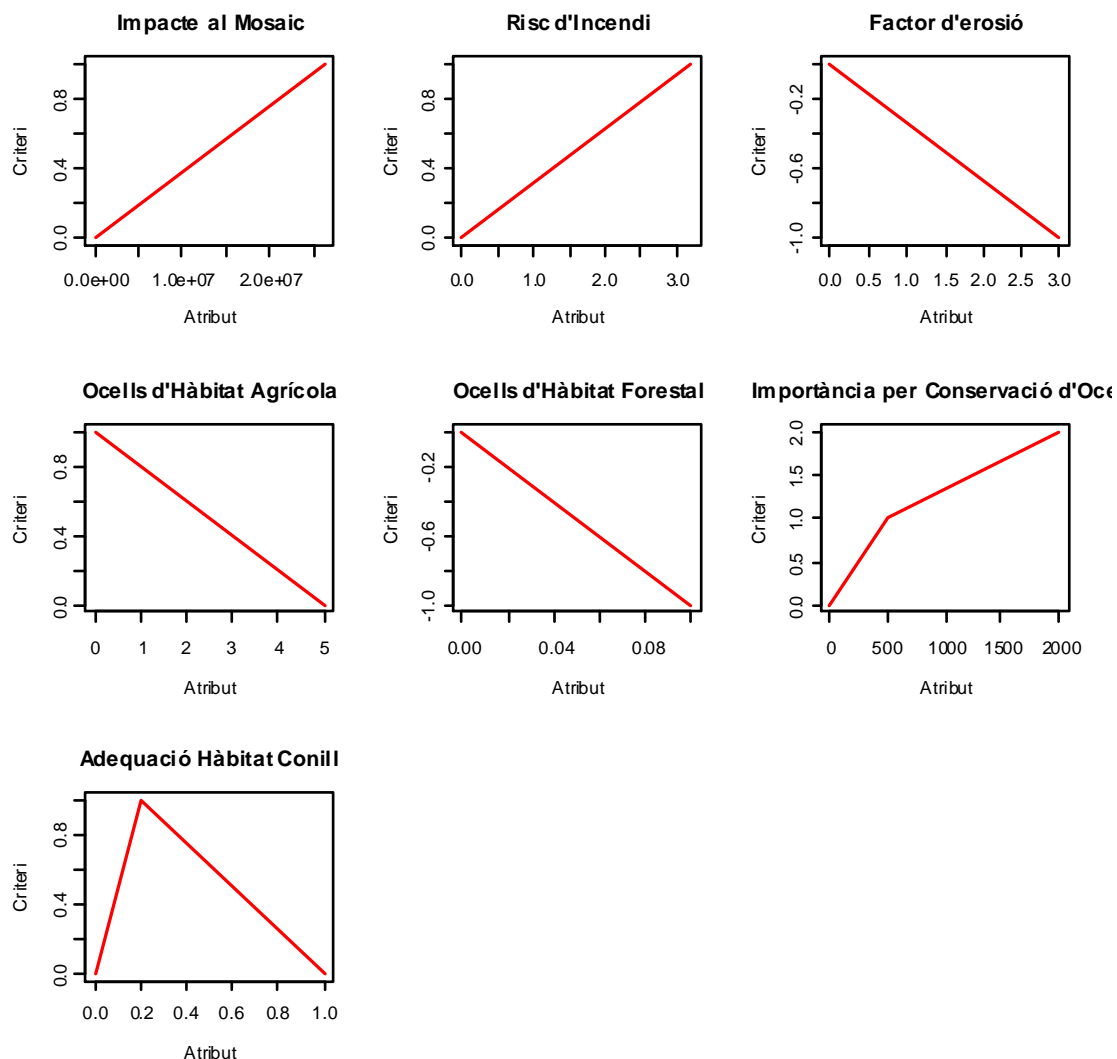 Impacte al Mosaic
Criteri
0.8
0.4
0.0
0.0e+00 1.0e+07 2.0e+07
Atribut
Risc d'Incendi
Criteri
0.8
0.4
0.0
0.0 1.0 2.0 3.0
Atribut
Factor d'erosió
Criteri
-0.2
-0.6
-1.0
0.0 0.5 1.0 1.5 2.0 2.5 3.0
Atribut
Ocells d'Hàbitat Agrícola
Criteri
0.8
0.4
0.0
0 1 2 3 4 5
Atribut
Ocells d'Hàbitat Forestal
Criteri
-0.2
-0.6
-1.0
0.00 0.04 0.08
Atribut
Importància per Conservació d'Oce
Criteri
2.0
1.5
1.0
0.5
0.0
0 500 1000 1500 2000
Atribut
Adequació Hàbitat Conill
Criteri
0.8
0.4
0.0
0.0 0.2 0.4 0.6 0.8 1.0
Atribut